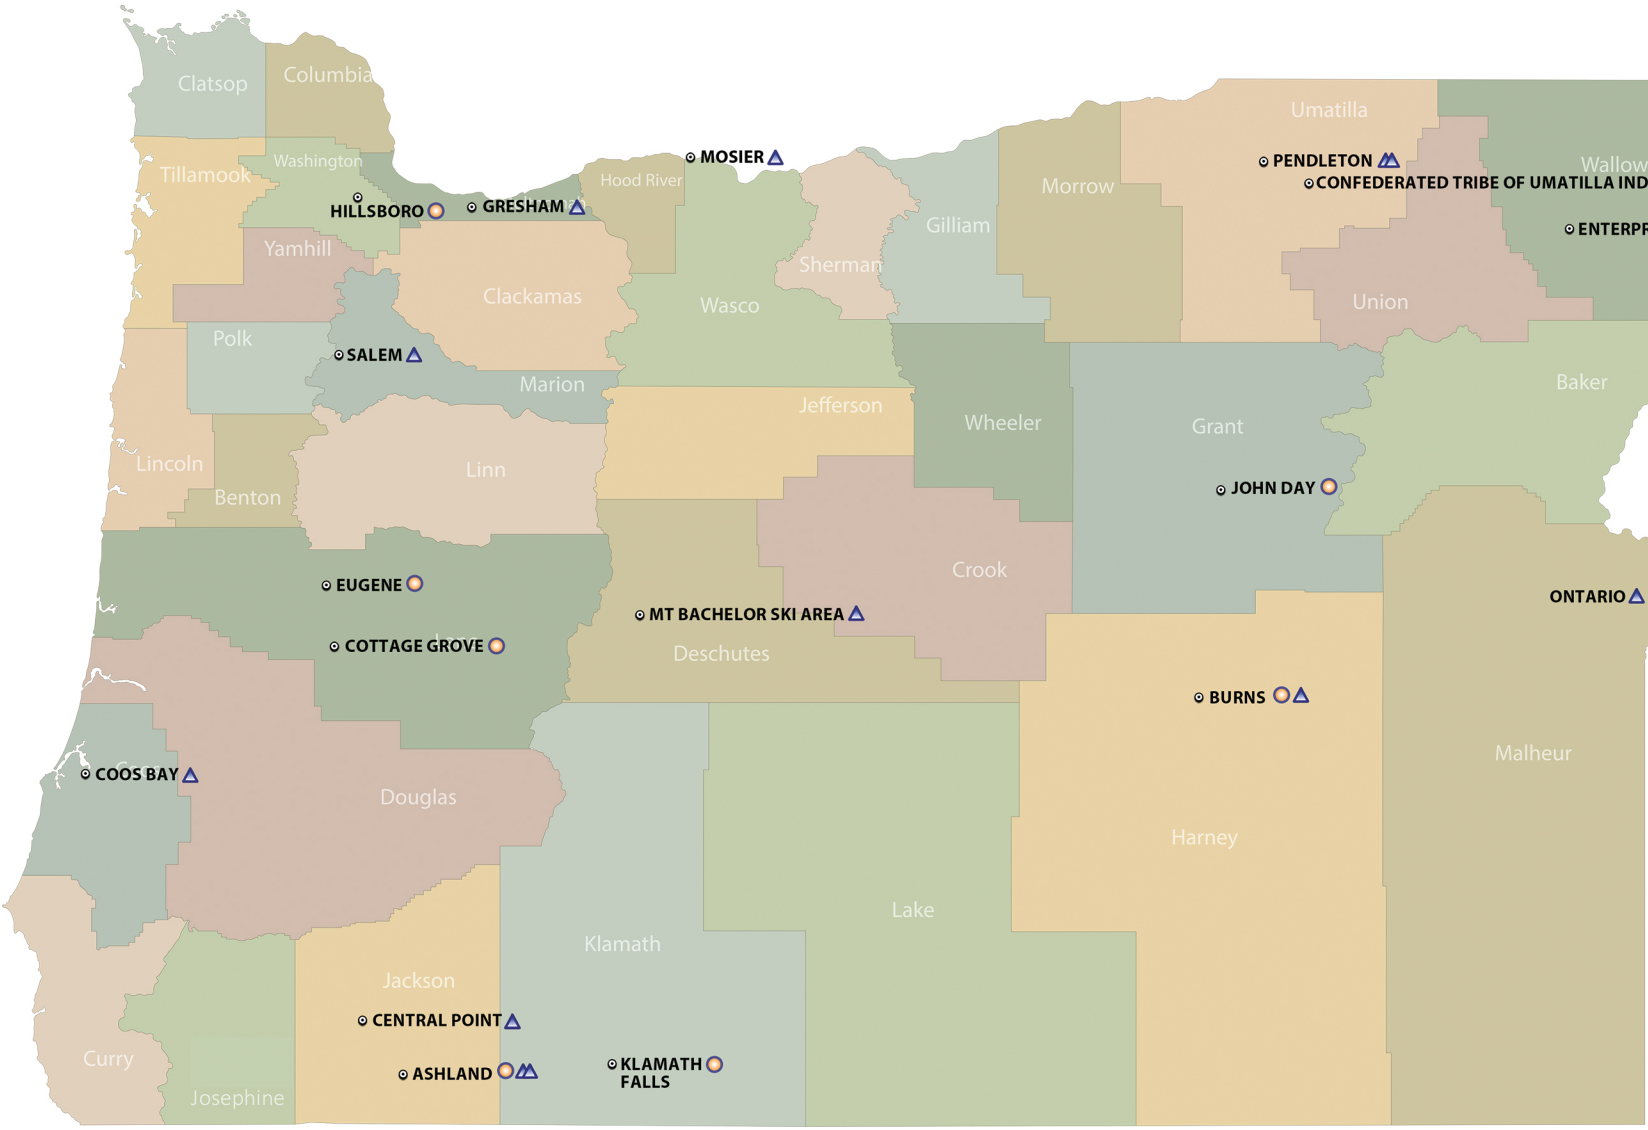 Clatsop
Columbia
Umatilla
MOSIER
PENDLETON
Washington
Wallow
Tillamook
Hood River
Morrow
CONFEDERATED TRIBE OF UMATILLA IND
HILLSBORO
GRESHAM
Gilliam
ENTERPR
Yamhill
Sherman
Clackamas
Wasco
Union
Polk
SALEM
Marion
Baker
Jefferson
Wheeler
Grant
Lincoln
Linn
Benton
JOHN DAY
Crook
EUGENE
ONTARIO
MT BACHELOR SKI AREA
COTTAGE GROVE
Deschutes
BURNS
Malheur
COOS BAY
Douglas
Harney
Lake
Klamath
Jackson
CENTRAL POINT
Curry
ASHLAND
KLAMATH
FALLS
Josephine